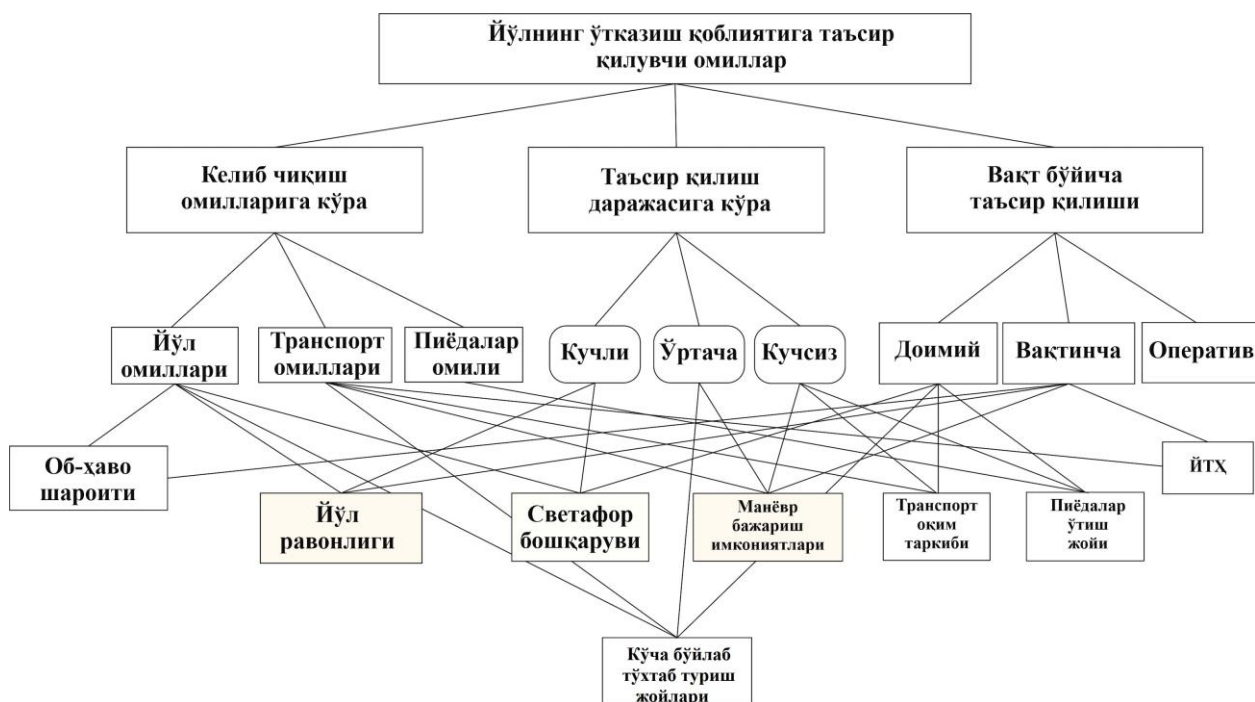 Йўлнинг ўтказиш қоблиятига таъсир
қилувчи омиллар
Келиб чиқиш
омилларига кўра
Таъсир қилиш
даражасига кўра
Вақт бўйича
таъсир қилиши
Йўл
омиллари
Транспорт
омиллари
Пиёдалар
омили
Кучли
Ўртача
Кучсиз
Доимий
Вақтинча
Оператив
Об-ҳаво
шароити
Йўл
равонлиги
Светафор
бошқаруви
Манёвр
бажариш
имкониятлари
Транспорт
оқим
таркиби
Пиёдалар
ўтиш
жойи
ЙТҲ
Кўча бўйлаб
тўхтаб туриш
жойлари